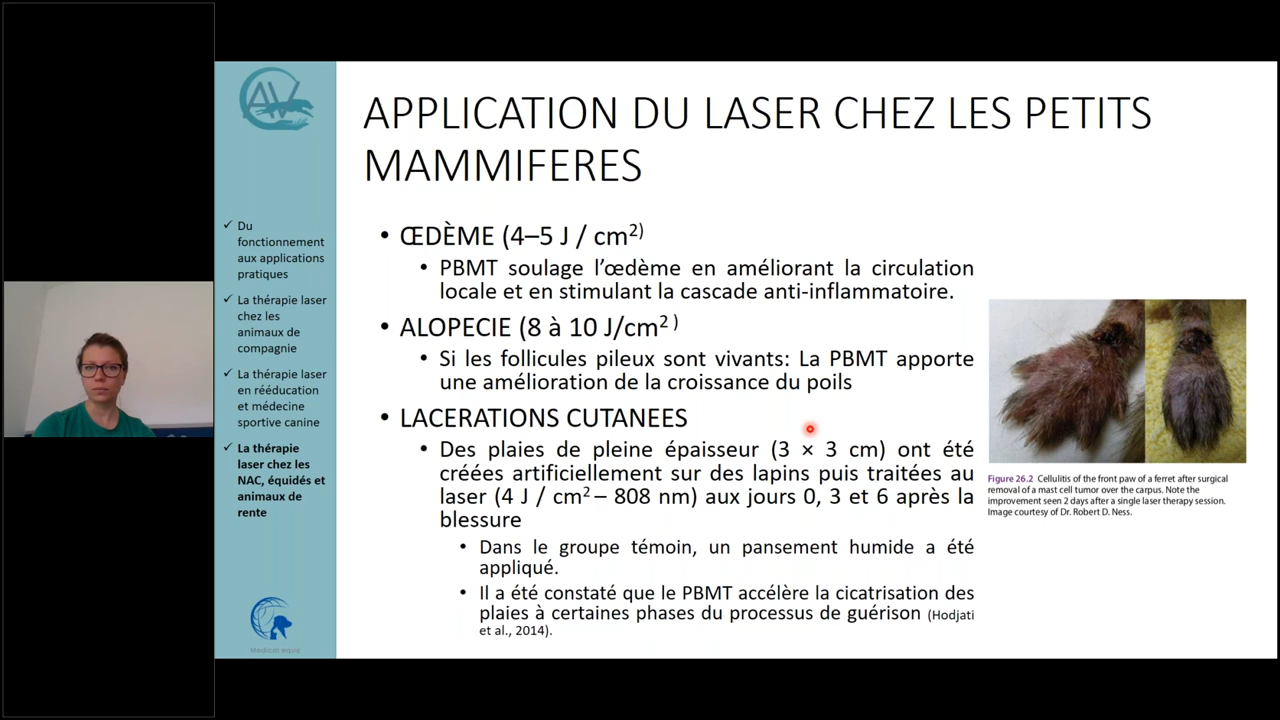 AV
APPLICATION DU LASER CHEZ LES PETITS
MAMMIFERES
✓ Du
fonctionnement
aux applications
pratiques
✓ La thérapie laser
chez les
animaux de
compagnie
✓ La thérapie laser
en rééducation
et médecine
sportive canine
✓ La thérapie
laser chez les
NAC, équidés et
animaux de
rente
Medical equip
• ŒDÈME (4–5 J / cm²⁾
• PBMT soulage l’œdème en améliorant la circulation
locale et en stimulant la cascade anti-inflammatoire.
• ALOPECIE (8 à 10 J/cm² ⁾
• Si les follicules pileux sont vivants: La PBMT apporte
une amélioration de la croissance du poils
• LACERATIONS CUTANEES
• Des plaies de pleine épaisseur (3 × 3 cm) ont été
créées artificiellement sur des lapins puis traitées au
laser (4 J / cm² – 808 nm) aux jours 0, 3 et 6 après la
blessure
• Dans le groupe témoin, un pansement humide a été
appliqué.
• Il a été constaté que le PBMT accélère la cicatrisation des
plaies à certaines phases du processus de guérison (Hodjati
et al., 2014).
Figure 26.2 Cellulitis of the front paw of a ferret after surgical
removal of a mast cell tumor over the carpus. Note the
improvement seen 2 days after a single laser therapy session.
Image courtesy of Dr. Robert D. Ness.